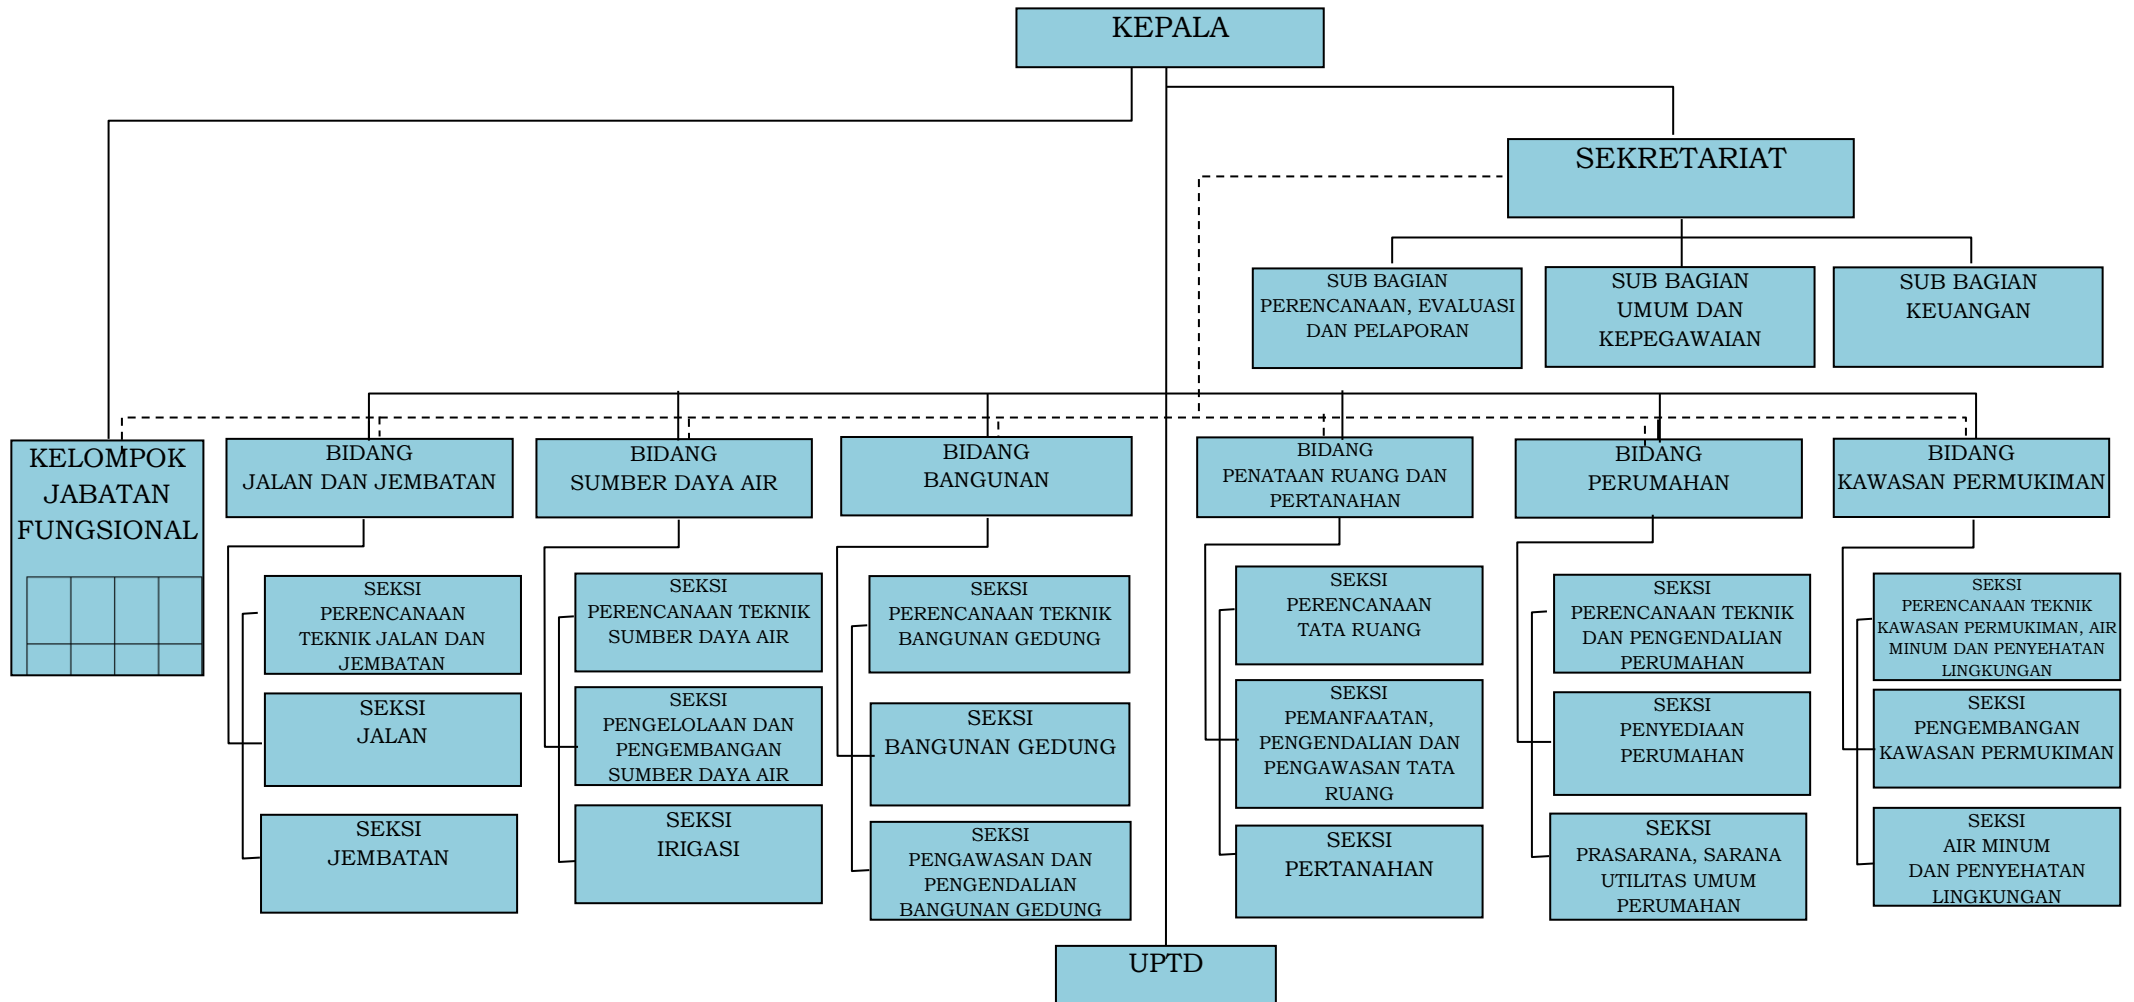 KEPALA
SEKRETARIAT
SUB BAGIAN
PERENCANAAN, EVALUASI
DAN PELAPORAN
SUB BAGIAN
UMUM DAN
KEPEGAWAIAN
SUB BAGIAN
KEUANGAN
KELOMPOK
JABATAN
FUNGSIONAL
BIDANG
JALAN DAN JEMBATAN
BIDANG
SUMBER DAYA AIR
BIDANG
BANGUNAN
BIDANG
PENATAAN RUANG DAN
PERTANAHAN
BIDANG
PERUMAHAN
BIDANG
KAWASAN PERMUKIMAN
SEKSI
PERENCANAAN
TEKNIK JALAN DAN
JEMBATAN
SEKSI
JALAN
SEKSI
JEMBATAN
SEKSI
PERENCANAAN TEKNIK
SUMBER DAYA AIR
SEKSI
PENGELOLAAN DAN
PENGEMBANGAN
SUMBER DAYA AIR
SEKSI
IRIGASI
SEKSI
PERENCANAAN TEKNIK
BANGUNAN GEDUNG
SEKSI
BANGUNAN GEDUNG
SEKSI
PENGAWASAN DAN
PENGENDALIAN
BANGUNAN GEDUNG
SEKSI
PERENCANAAN
TATA RUANG
SEKSI
PEMANFAATAN,
PENGENDALIAN DAN
PENGAWASAN TATA
RUANG
SEKSI
PERTANAHAN
SEKSI
PERENCANAAN TEKNIK
DAN PENGENDALIAN
PERUMAHAN
SEKSI
PENYEDIAAN
PERUMAHAN
SEKSI
PRASARANA, SARANA
UTILITAS UMUM
PERUMAHAN
SEKSI
PERENCANAAN TEKNIK
KAWASAN PERMUKIMAN, AIR
MINUM DAN PENYEHATAN
LINGKUNGAN
SEKSI
PENGEMBANGAN
KAWASAN PERMUKIMAN
SEKSI
AIR MINUM
DAN PENYEHATAN
LINGKUNGAN
UPTD